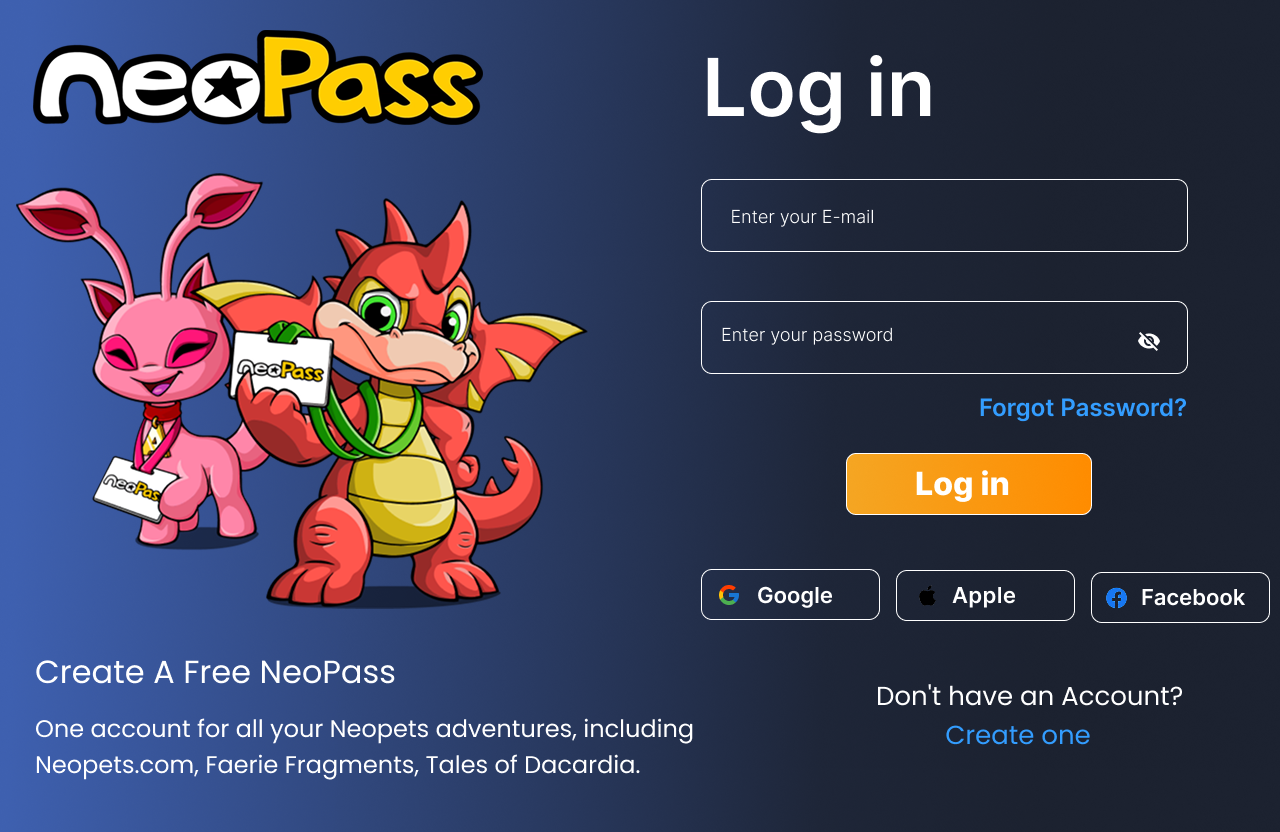 neoPass
Log in
Enter your E-mail
neoPass
Enter your password
Forgot Password?
neoPas
Log in
Google
Apple
Facebook
Create A Free NeoPass
One account for all your Neopets adventures, including
Neopets.com, Faerie Fragments, Tales of Dacardia.
Don't have an Account?
Create one